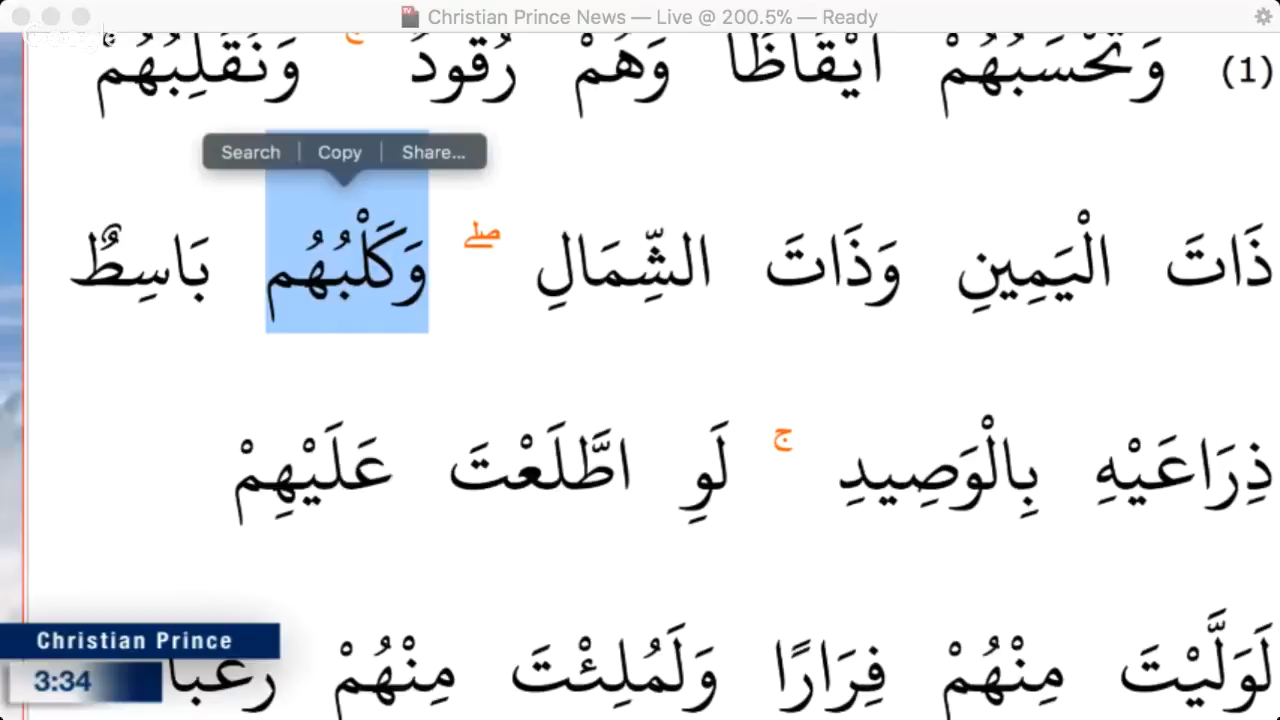 Christian Prince News — Live @ 200.5% — Ready
(1) وَتَحْسَبُهُمْ أَيْقَاظًا وَهُمْ رُقُودٌ ۚ وَنُقَلِّبُهُمْ
Search | Copy | Share...
ذَاتَ الْيَمِينِ وَذَاتَ الشِّمَالِ ۖ وَكَلْبُهُم بَاسِطٌ
ذِرَاعَيْهِ بِالْوَصِيدِ ۚ لَوِ اطَّلَعْتَ عَلَيْهِمْ
لَوَلَّيْتَ مِنْهُمْ فِرَارًا وَلَمُلِئْتَ مِنْهُمْ رُعْبًا
Christian Prince
3:34